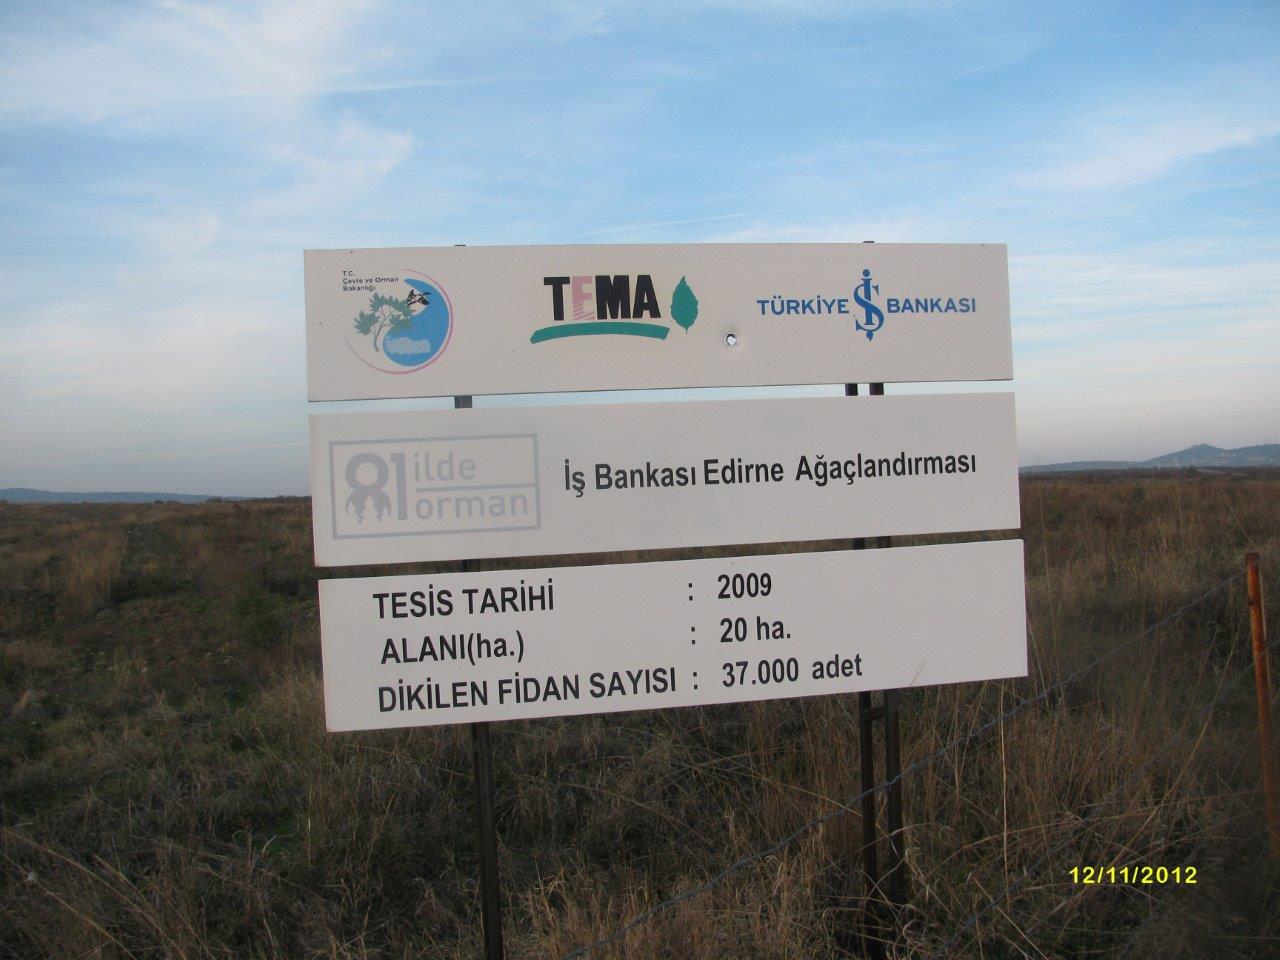 T.C.
Çevre ve Orman
Bakanlığı
TEMA
TÜRKİYE İŞ BANKASI
81 ilde
orman
İş Bankası Edirne Ağaçlandırması
TESİS TARİHİ : 2009
ALANI(ha.) : 20 ha.
DİKİLEN FİDAN SAYISI : 37.000 adet
12/11/2012